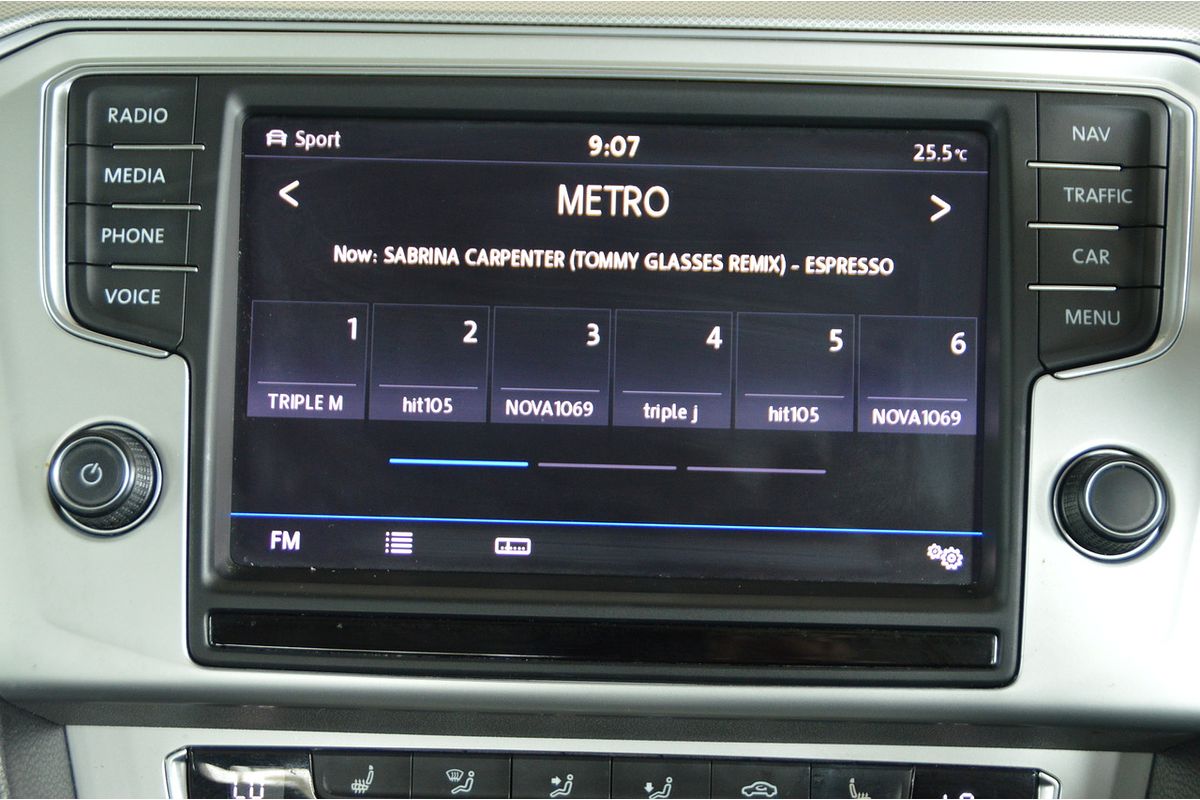 RADIO
MEDIA
PHONE
VOICE
Sport
9:07
25.5°C
< METRO >
Now: SABRINA CARPENTER (TOMMY GLASSES REMIX) - ESPRESSO
1 2 3 4 5 6
TRIPLE M hit105 NOVA1069 triple j hit105 NOVA1069
FM
NAV
TRAFFIC
CAR
MENU